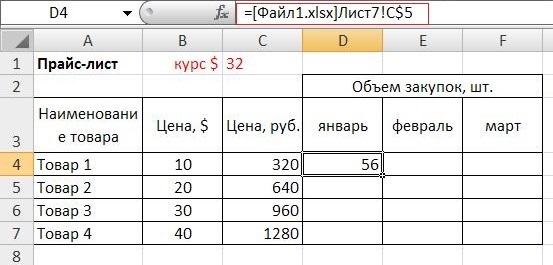 D4 fx =[Файл1.xlsx]Лист7!C$5
A B C D E F
1 Прайс-лист курс $ 32
2 Объем закупок, шт.
3 Наименовани
е товара Цена, $ Цена, руб. январь февраль март
4 Товар 1 10 320 56
5 Товар 2 20 640
6 Товар 3 30 960
7 Товар 4 40 1280
8